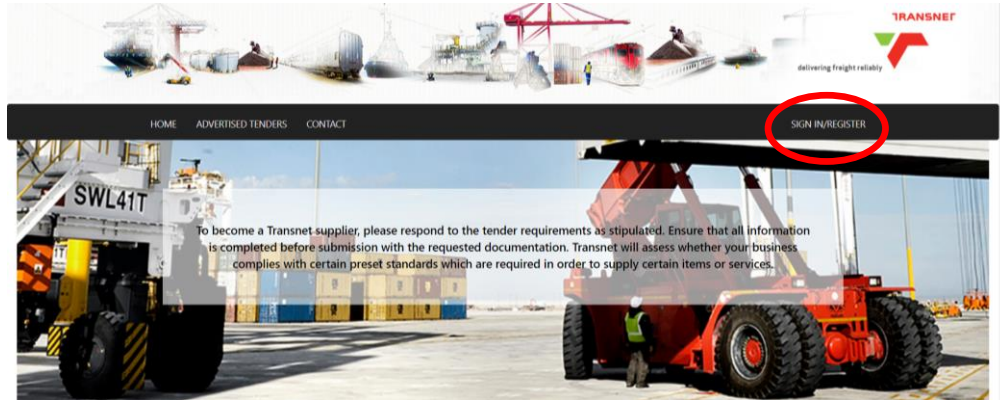 TRANSNET
delivering freight reliably
HOME ADVERTISED TENDERS CONTACT SIGN IN/REGISTER
SWL41T
To become a Transnet supplier, please respond to the tender requirements as stipulated. Ensure that all information
is completed before submission with the requested documentation. Transnet will assess whether your business
complies with certain preset standards which are required in order to supply certain items or services.